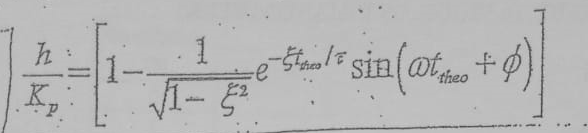 h/K_p = [1 − 1/√(1 − ξ²) e^(−ξt_theo/τ) sin(ωt_theo + ϕ)]